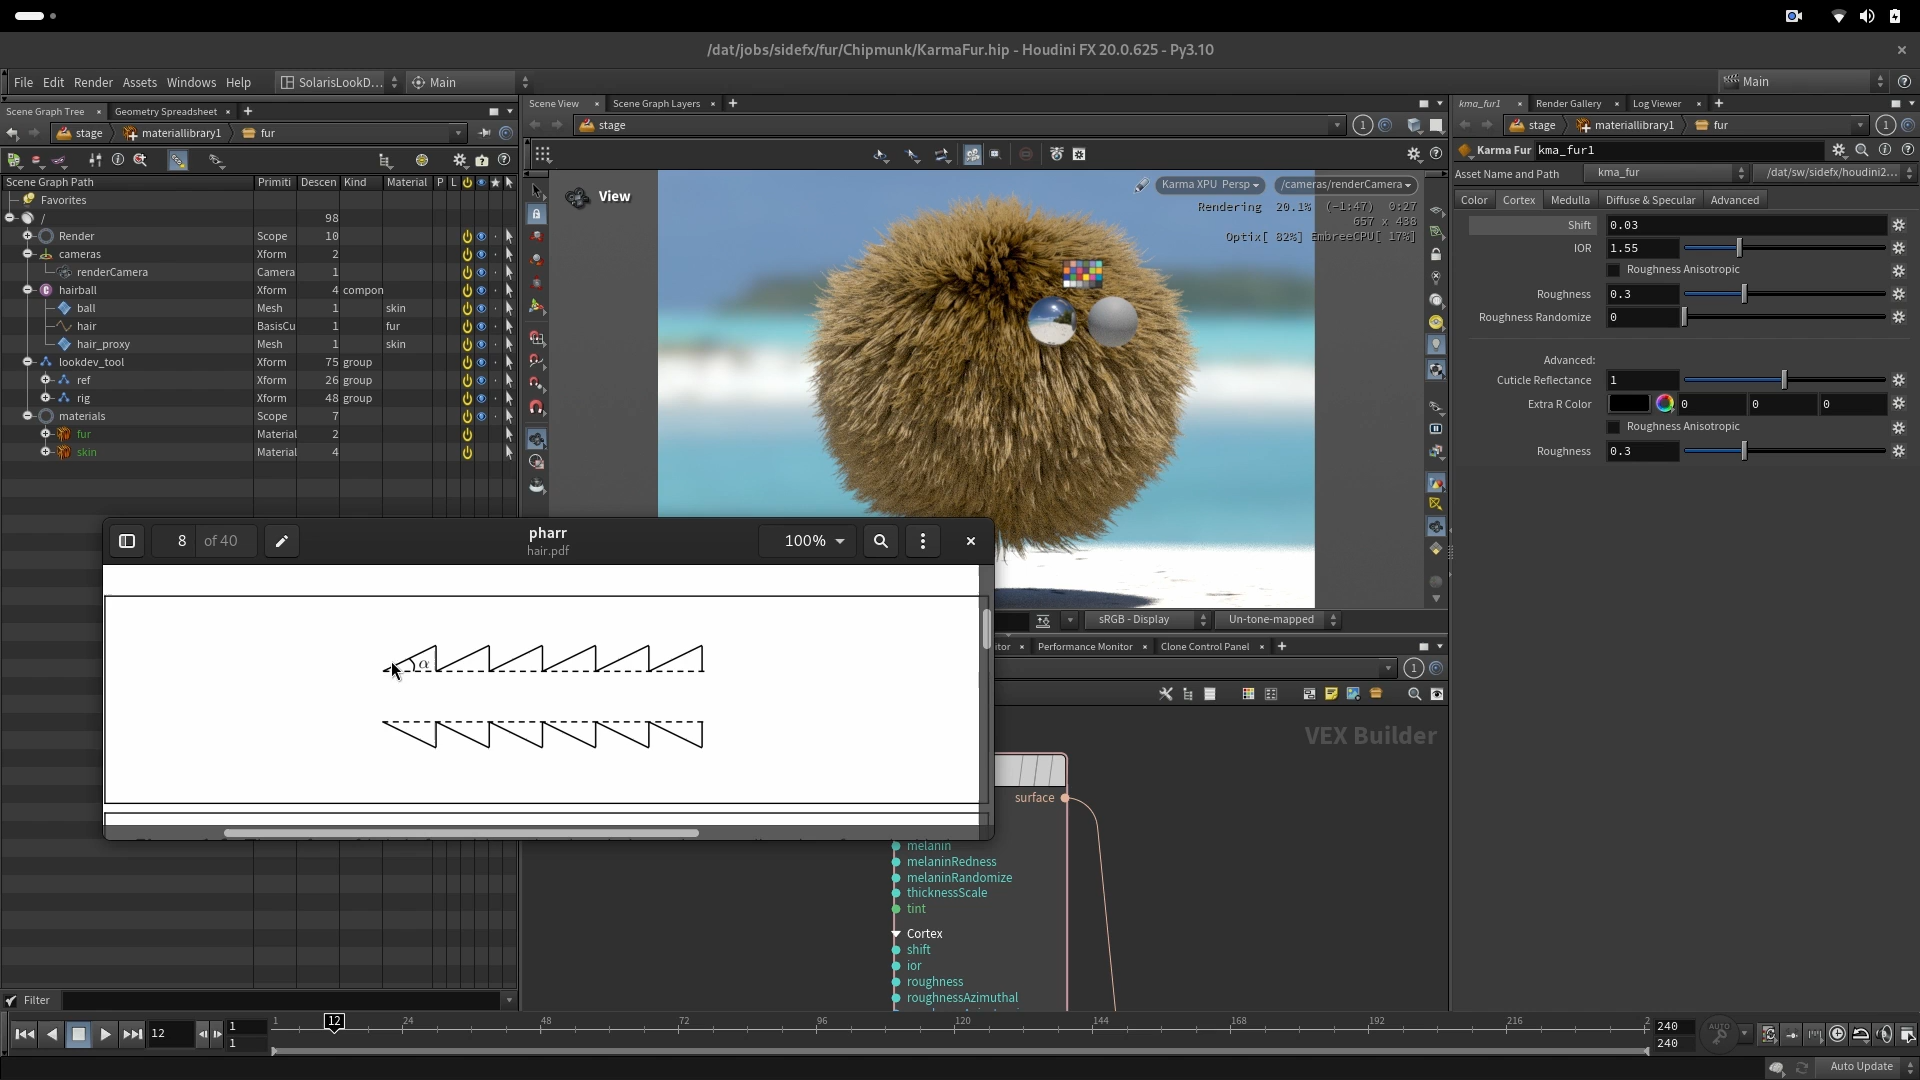 /dat/jobs/sidefx/fur/Chipmunk/KarmaFur.hip - Houdini FX 20.0.625 - Py3.10
File Edit Render Assets Windows Help SolarisLookD... Main Main
Scene Graph Tree Geometry Spreadsheet
stage materiallibrary1 fur
Scene Graph Path Primiti Descen Kind Material P L
Favorites
/ 98
Render Scope 10
cameras Xform 2
renderCamera Camera 1
hairball Xform 4 compon
ball Mesh 1 skin
hair BasisCu 1 fur
hair_proxy Mesh 1 skin
lookdev_tool Xform 75 group
ref Xform 26 group
rig Xform 48 group
materials Scope 7
fur Material 2
skin Material 4
Filter
Scene View Scene Graph Layers
stage 1
View
Karma XPU Persp /cameras/renderCamera
Rendering 20.1% (-1:47) 0:27
657 x 438
Optix[ 82%] EmbreeCPU[ 17%]
sRGB - Display Un-tone-mapped
itor Performance Monitor Clone Control Panel
1
VEX Builder
surface
melanin
melaninRedness
melaninRandomize
thicknessScale
tint
Cortex
shift
ior
roughness
roughnessAzimuthal
8 of 40
pharr
hair.pdf
100%
α
kma_fur1 Render Gallery Log Viewer
stage materiallibrary1 fur 1
Karma Fur kma_fur1
Asset Name and Path kma_fur /dat/sw/sidefx/houdini2...
Color Cortex Medulla Diffuse & Specular Advanced
Shift 0.03
IOR 1.55
Roughness Anisotropic
Roughness 0.3
Roughness Randomize 0
Advanced:
Cuticle Reflectance 1
Extra R Color 0 0 0
Roughness Anisotropic
Roughness 0.3
12 1 1 1 12 24 48 72 96 120 144 168 192 216 2 240 240
AUTO
Auto Update